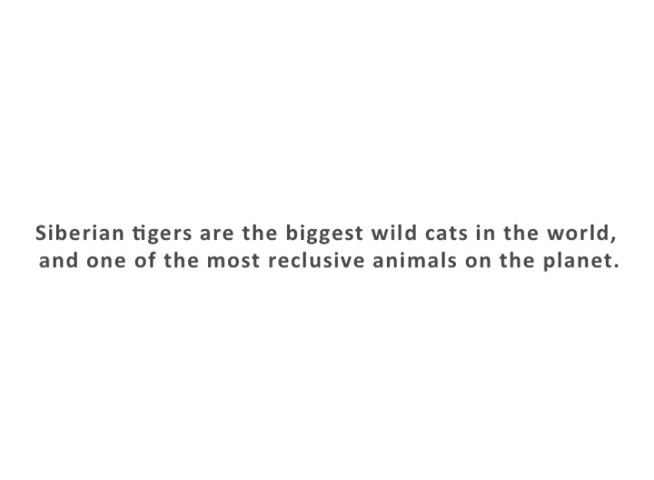 Siberian tigers are the biggest wild cats in the world,
and one of the most reclusive animals on the planet.